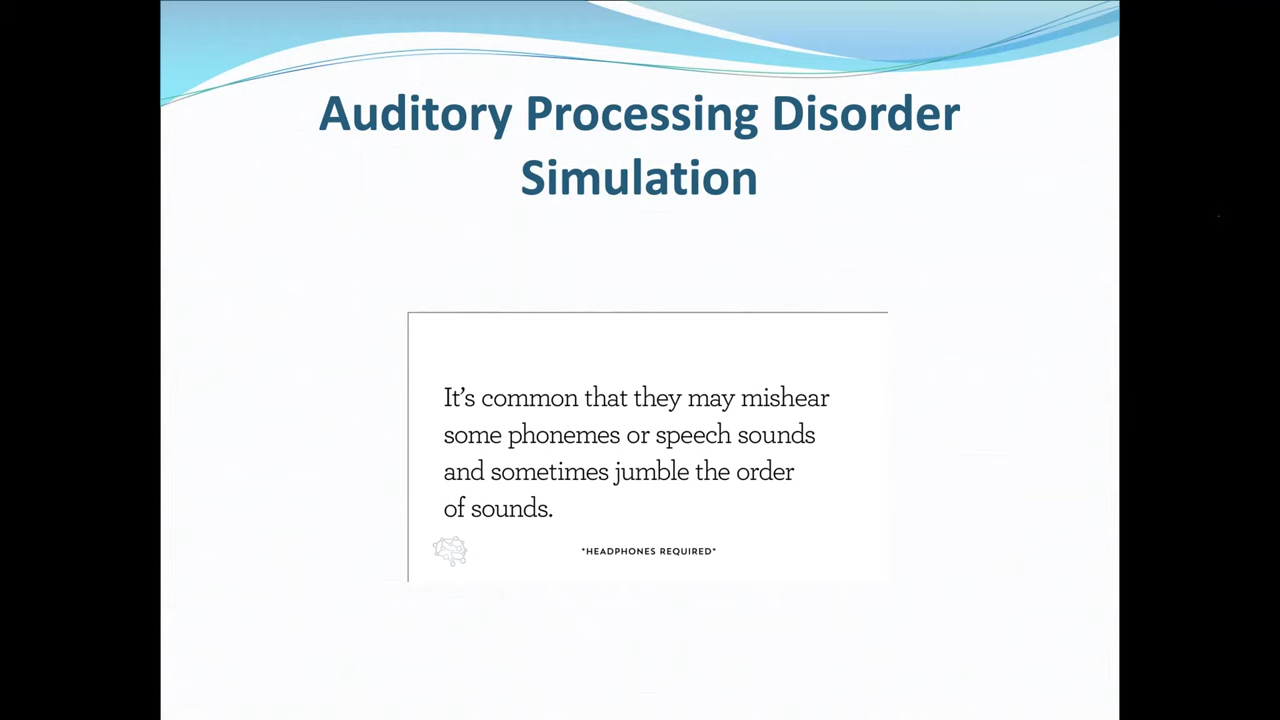 Auditory Processing Disorder
Simulation
It’s common that they may mishear
some phonemes or speech sounds
and sometimes jumble the order
of sounds.
*HEADPHONES REQUIRED*